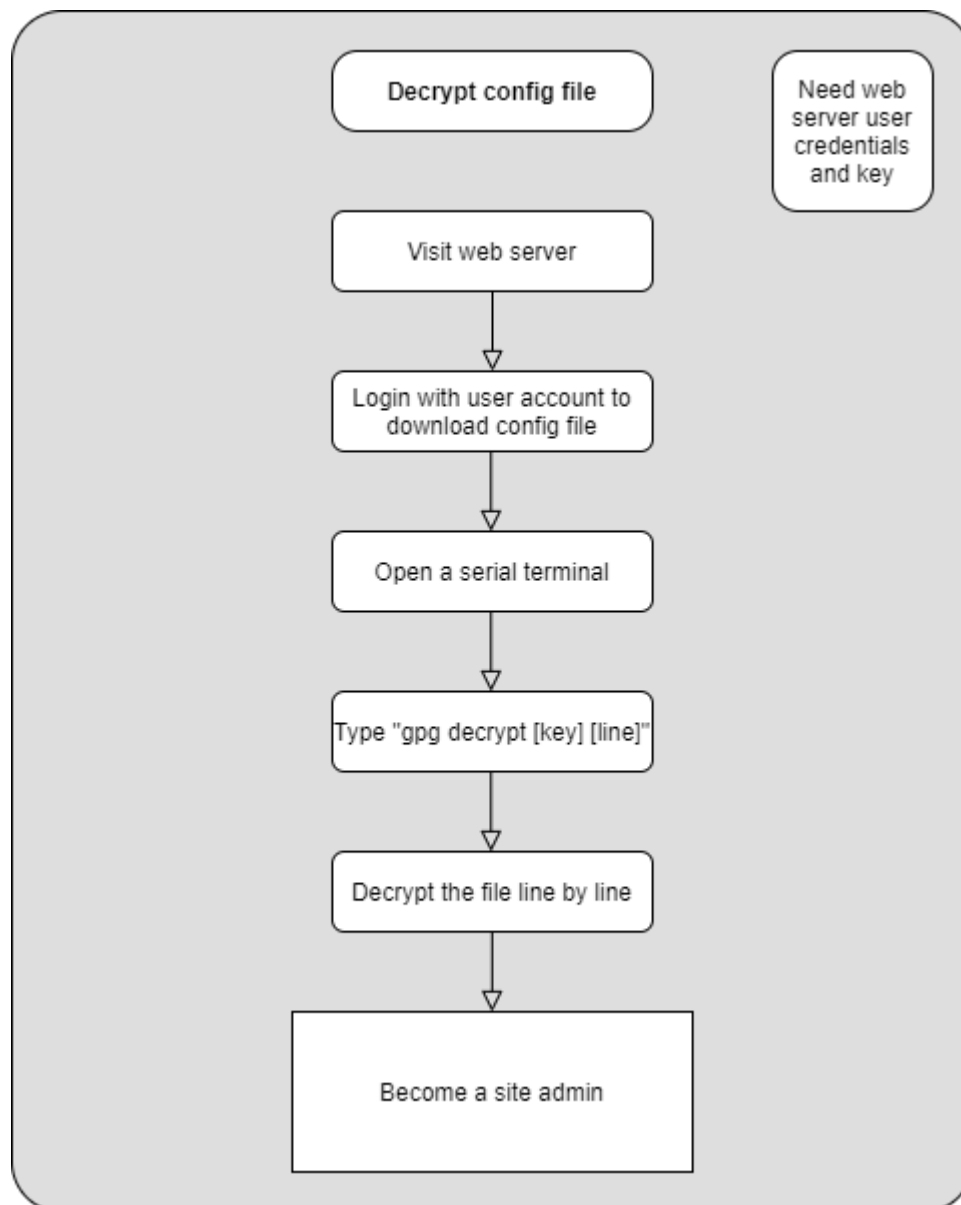 Decrypt config file
Need web
server user
credentials
and key
Visit web server
Login with user account to
download config file
Open a serial terminal
Type "gpg decrypt [key] [line]"
Decrypt the file line by line
Become a site admin